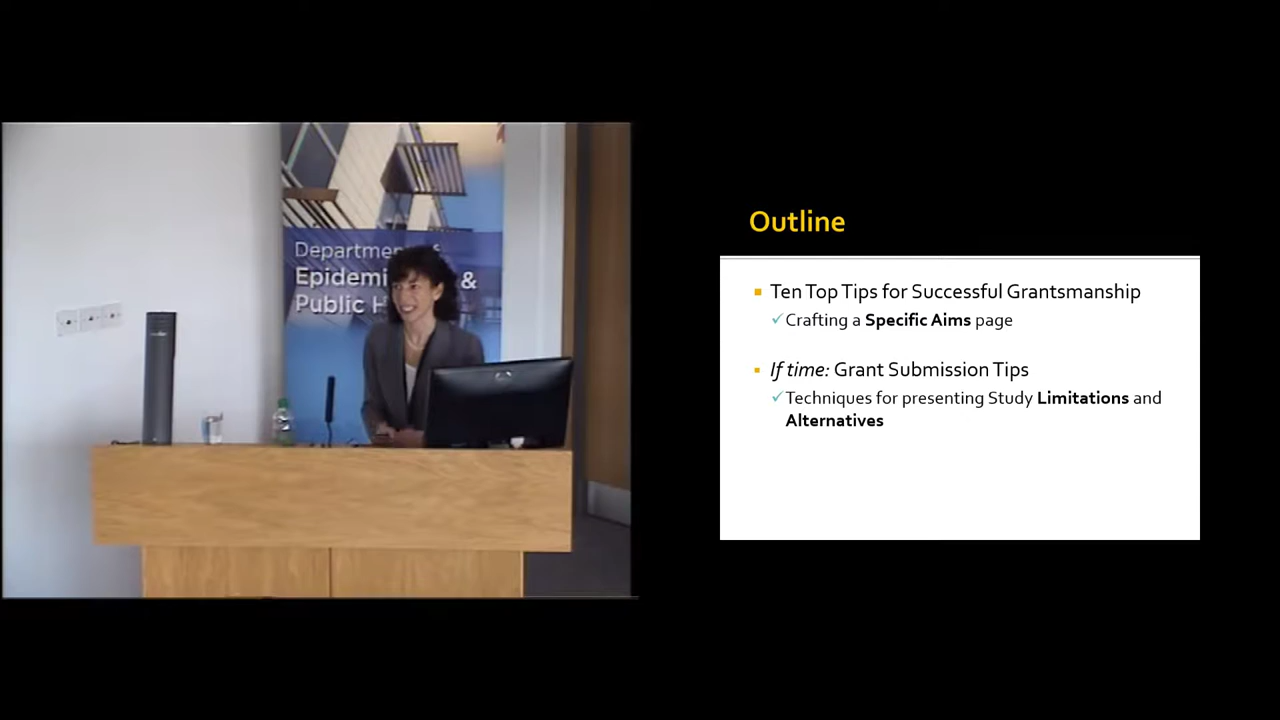 Departme
Epidemi &
Public H
Outline
Ten Top Tips for Successful Grantsmanship
Crafting a Specific Aims page
If time: Grant Submission Tips
Techniques for presenting Study Limitations and
Alternatives